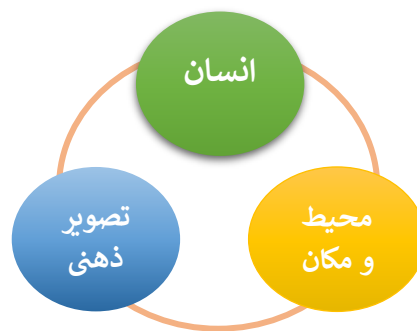 انسان
محیط
و مکان
تصویر
ذهنی